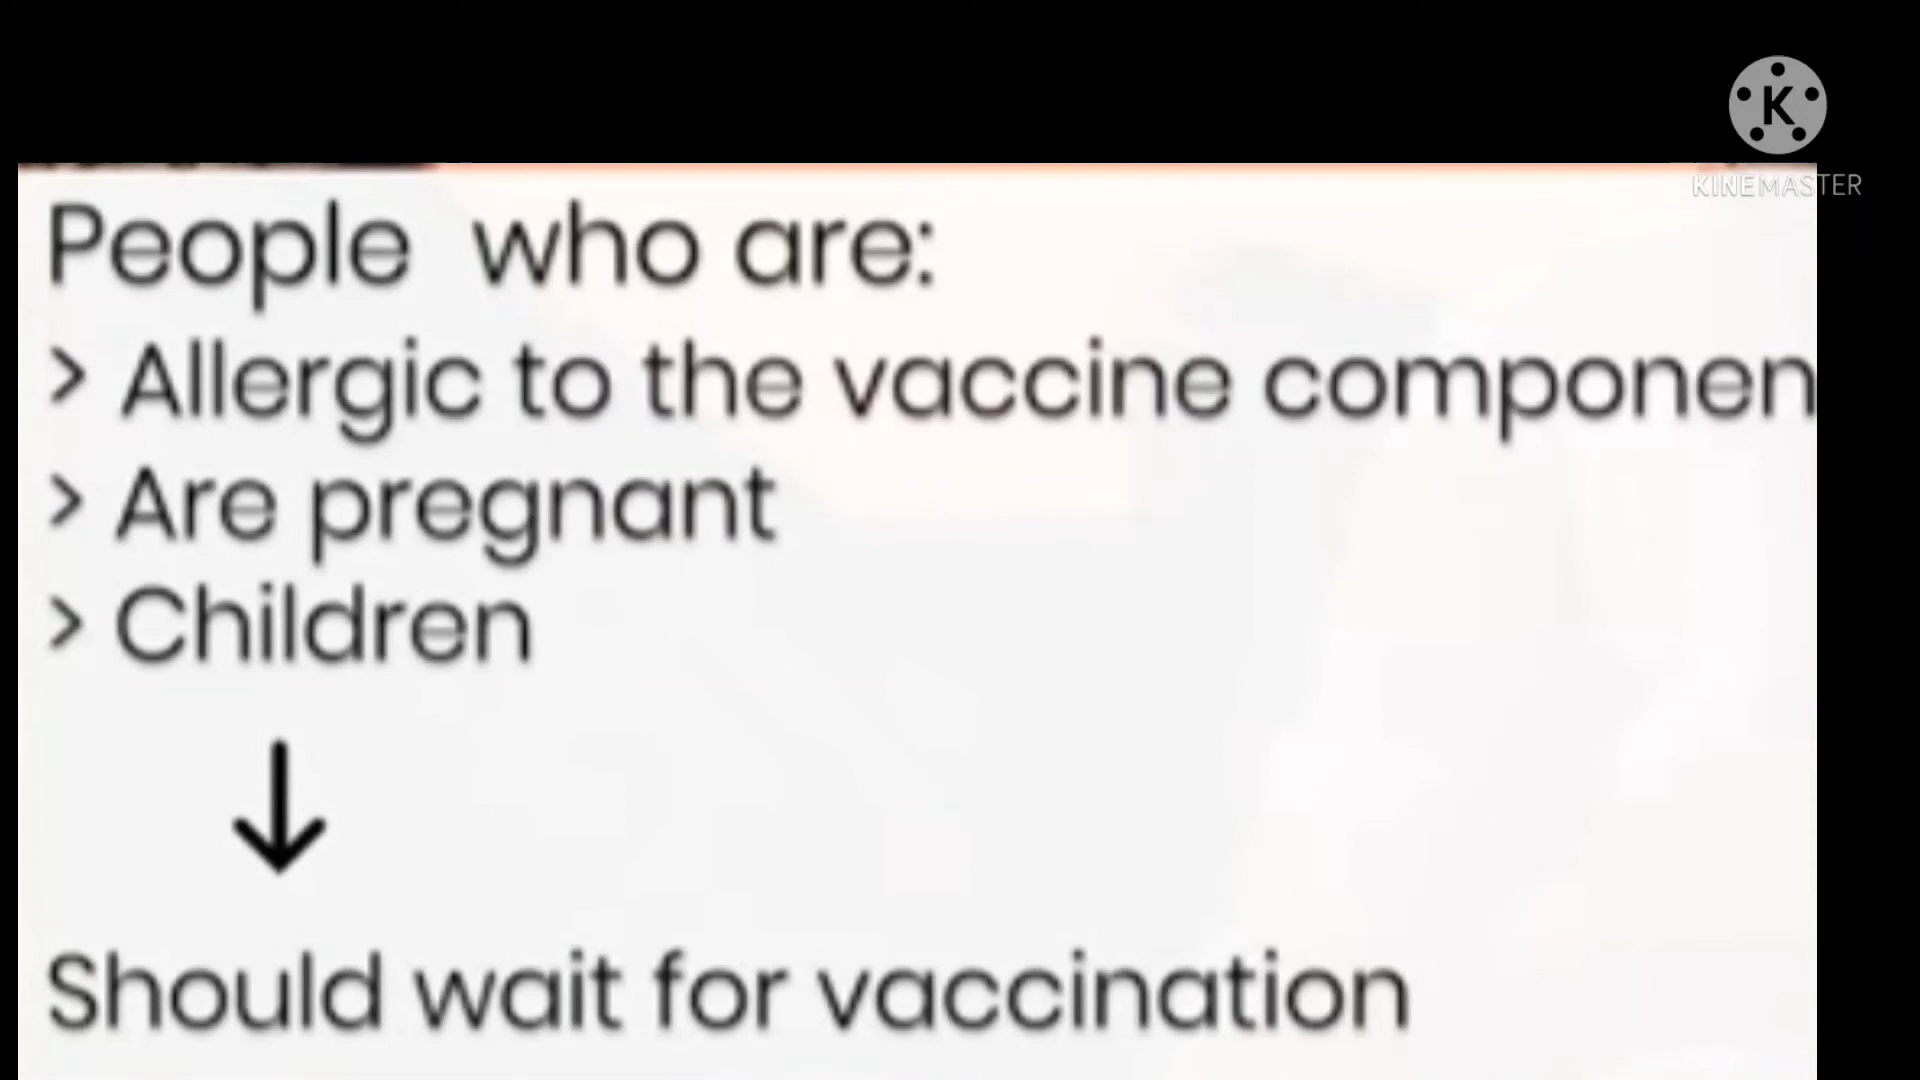 K
KINEMASTER
People who are:
> Allergic to the vaccine componen
> Are pregnant
> Children
Should wait for vaccination